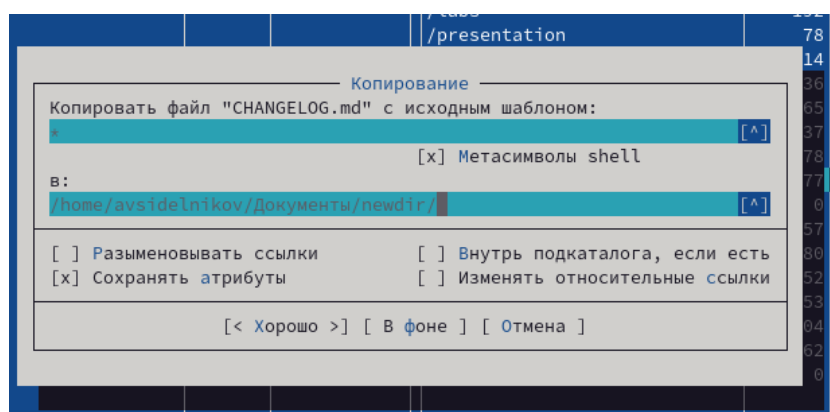 /presentation 78
14
Копирование
36
Копировать файл "CHANGELOG.md" с исходным шаблоном:
65
* [^] 37
[x] Метасимволы shell 78
в: 77
/home/avsidelnikov/Документы/newdir/ [^] 0
57
[ ] Разыменовывать ссылки [ ] Внутрь подкаталога, если есть 80
[x] Сохранять атрибуты [ ] Изменять относительные ссылки 52
53
[< Хорошо >] [ В фоне ] [ Отмена ] 04
62
0